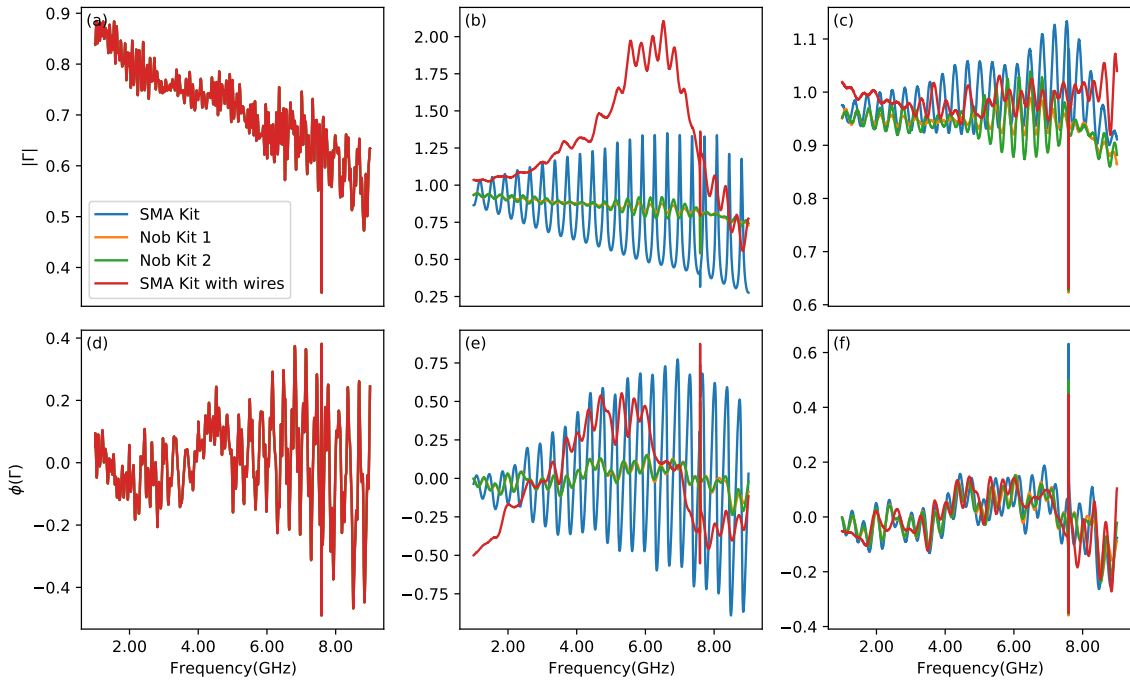 (a)
0.9
0.8
0.7
0.6
0.5
0.4
|Γ|
SMA Kit
Nob Kit 1
Nob Kit 2
SMA Kit with wires
(b)
2.00
1.75
1.50
1.25
1.00
0.75
0.50
0.25
(c)
1.1
1.0
0.9
0.8
0.7
0.6
(d)
0.4
0.2
0.0
−0.2
−0.4
ϕ(Γ)
2.00 4.00 6.00 8.00
Frequency(GHz)
(e)
0.75
0.50
0.25
0.00
−0.25
−0.50
−0.75
2.00 4.00 6.00 8.00
Frequency(GHz)
(f)
0.6
0.4
0.2
0.0
−0.2
−0.4
2.00 4.00 6.00 8.00
Frequency(GHz)